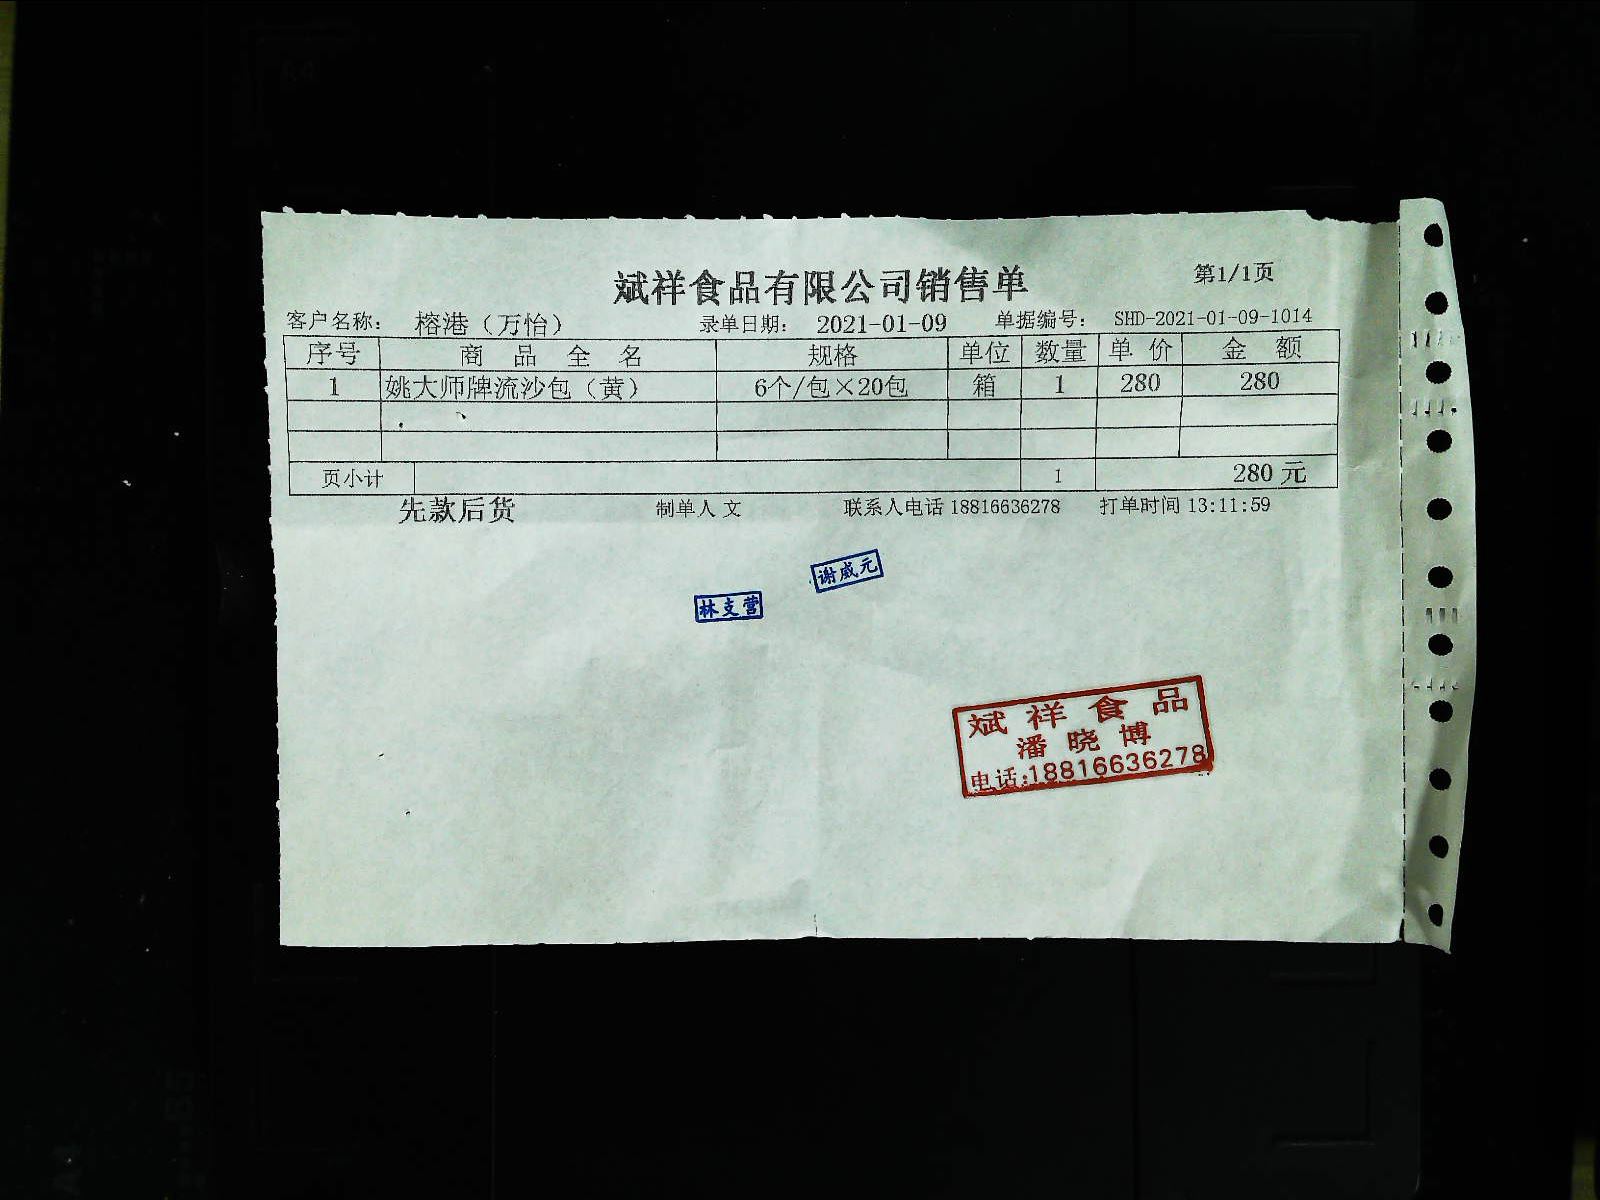 斌祥食品有限公司销售单 第1/1页
客户名称: 榕港（万怡） 录单日期: 2021-01-09 单据编号: SHD-2021-01-09-1014
序号 商品全名 规格 单位 数量 单价 金额
1 姚大师牌流沙包（黄） 6个/包×20包 箱 1 280 280
页小计 1 280元
先款后货 制单人 文 联系人电话 18816636278 打单时间 13:11:59
谢威元
林支营
斌祥食品
潘晓博
电话:18816636278